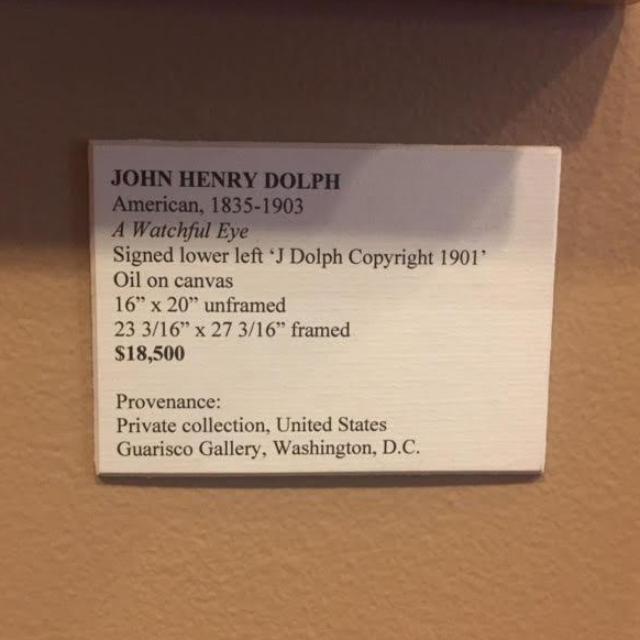 JOHN HENRY DOLPH
American, 1835-1903
A Watchful Eye
Signed lower left ‘J Dolph Copyright 1901’
Oil on canvas
16” x 20” unframed
23 3/16” x 27 3/16” framed
$18,500
Provenance:
Private collection, United States
Guarisco Gallery, Washington, D.C.